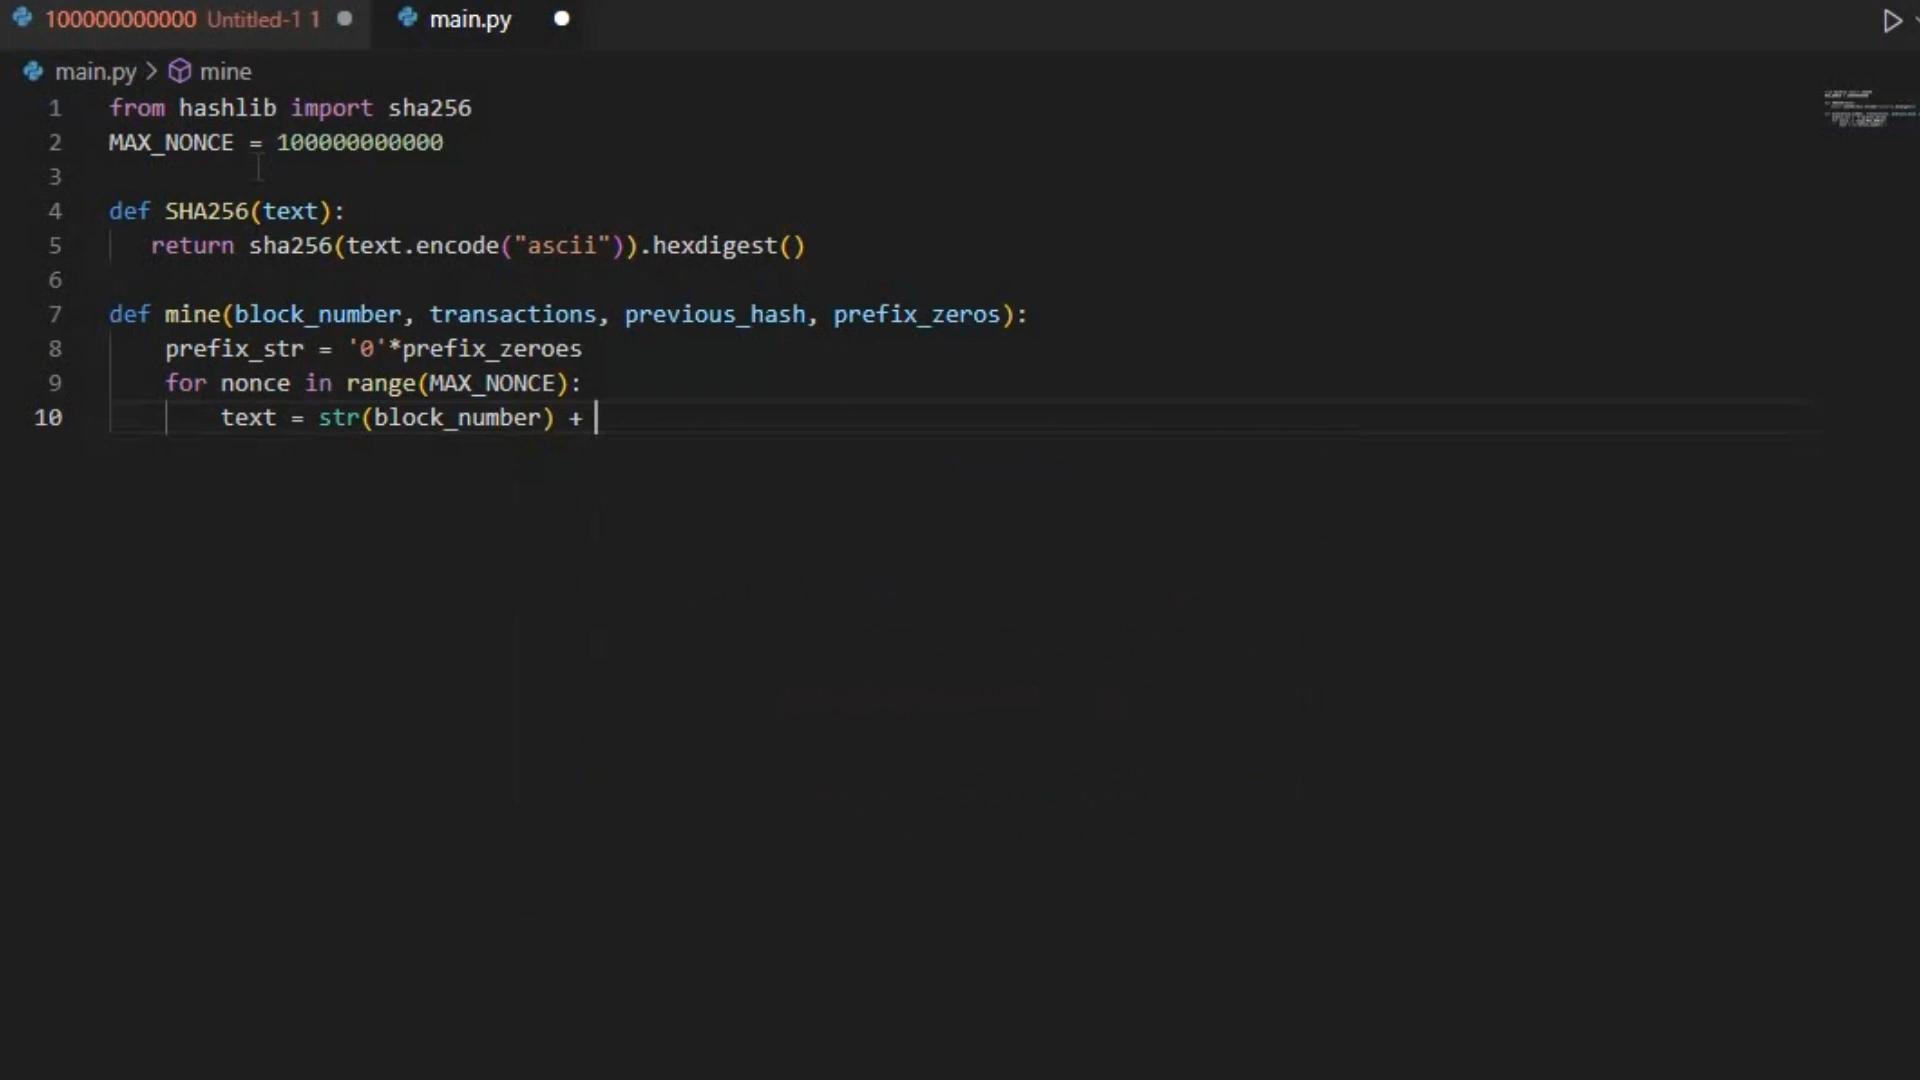 100000000000 Untitled-1 1
main.py
main.py > mine
1 from hashlib import sha256
2 MAX_NONCE = 100000000000
3
4 def SHA256(text):
5 return sha256(text.encode("ascii")).hexdigest()
6
7 def mine(block_number, transactions, previous_hash, prefix_zeros):
8 prefix_str = '0'*prefix_zeroes
9 for nonce in range(MAX_NONCE):
10 text = str(block_number) +